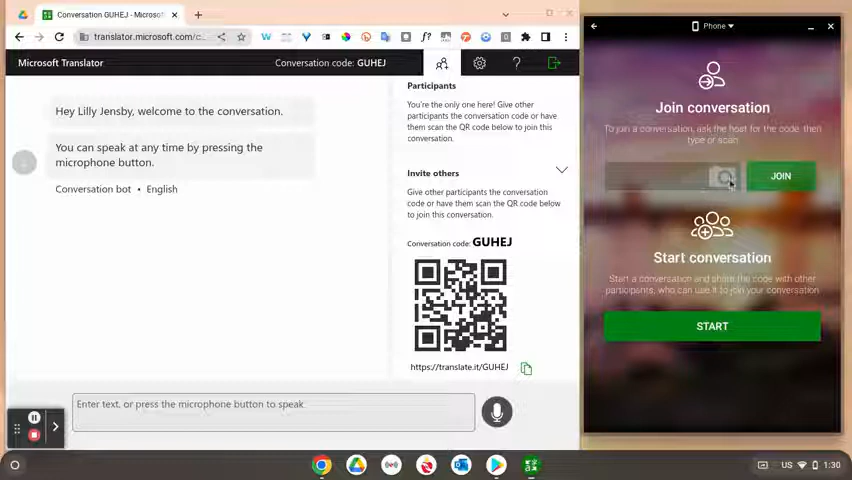 Conversation GUHEJ - Microsoft
translator.microsoft.com/c...
Microsoft Translator
Conversation code: GUHEJ
Hey Lilly Jensby, welcome to the conversation.
You can speak at any time by pressing the
microphone button.
Conversation bot • English
Participants
You're the only one here! Give other
participants the conversation code or
have them scan the QR code below to join this
conversation.
Invite others
Give other participants the conversation
code or have them scan the QR code below
to join this conversation.
Conversation code: GUHEJ
https://translate.it/GUHEJ
Enter text, or press the microphone button to speak.
Phone
Join conversation
To join a conversation, ask the host for the code, then
type or scan
JOIN
Start conversation
Start a conversation and share the code with other
participants, who can use it to join your conversation
START
US
1:30